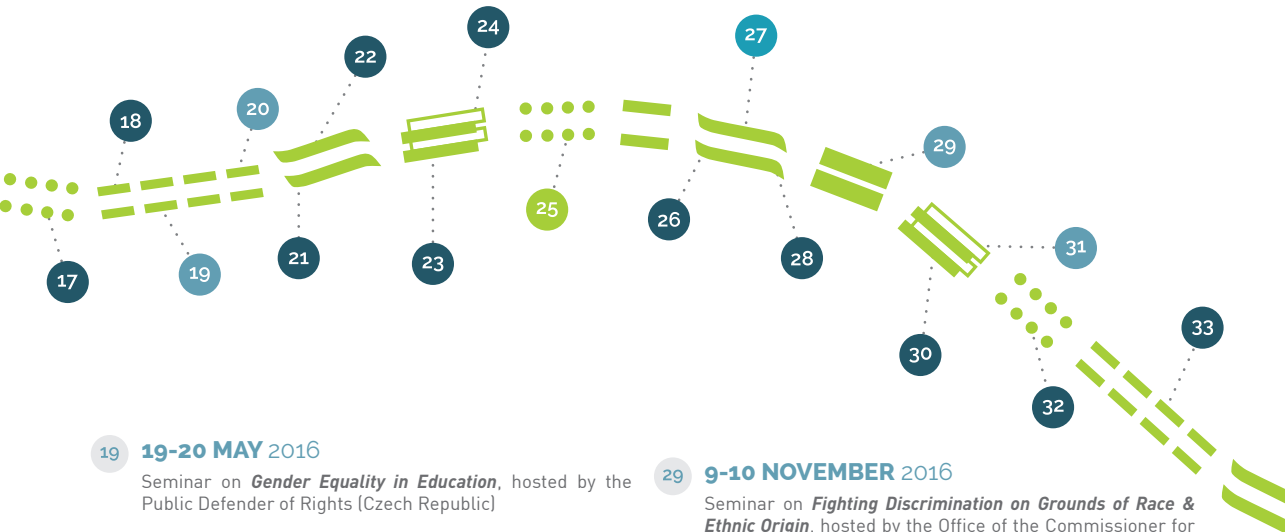 24
27
22
20
18
29
25
26
31
21
28
23
19
17
33
30
32
19 19-20 MAY 2016
Seminar on Gender Equality in Education, hosted by the
Public Defender of Rights (Czech Republic)
29 9-10 NOVEMBER 2016
Seminar on Fighting Discrimination on Grounds of Race &
Ethnic Origin, hosted by the Office of the Commissioner for